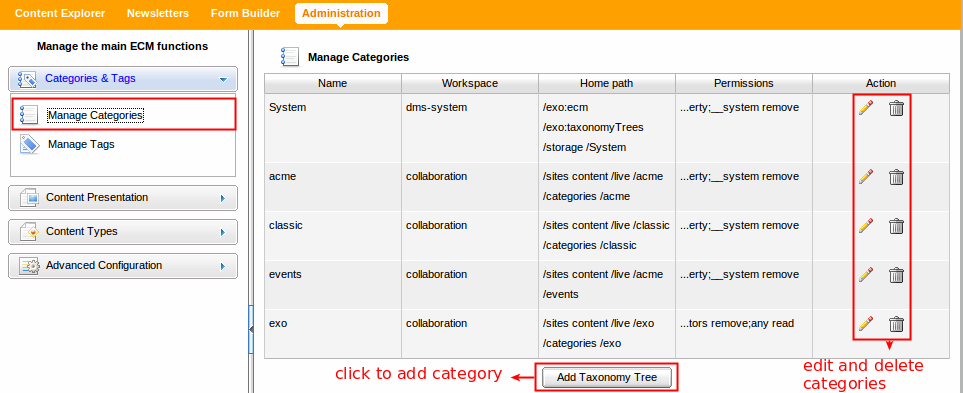 Content Explorer Newsletters Form Builder Administration
Manage the main ECM functions
Categories & Tags
Manage Categories
Manage Tags
Content Presentation
Content Types
Advanced Configuration
Manage Categories
Name Workspace Home path Permissions Action
System dms-system /exo:ecm ...erty;__system remove
/exo:taxonomyTrees
/storage /System
acme collaboration /sites content /live /acme ...erty;__system remove
/categories /acme
classic collaboration /sites content /live /classic ...erty;__system remove
/categories /classic
events collaboration /sites content /live /acme ...erty;__system remove
/events
exo collaboration /sites content /live /exo ...tors remove;any read
/categories /exo
click to add category Add Taxonomy Tree
edit and delete
categories